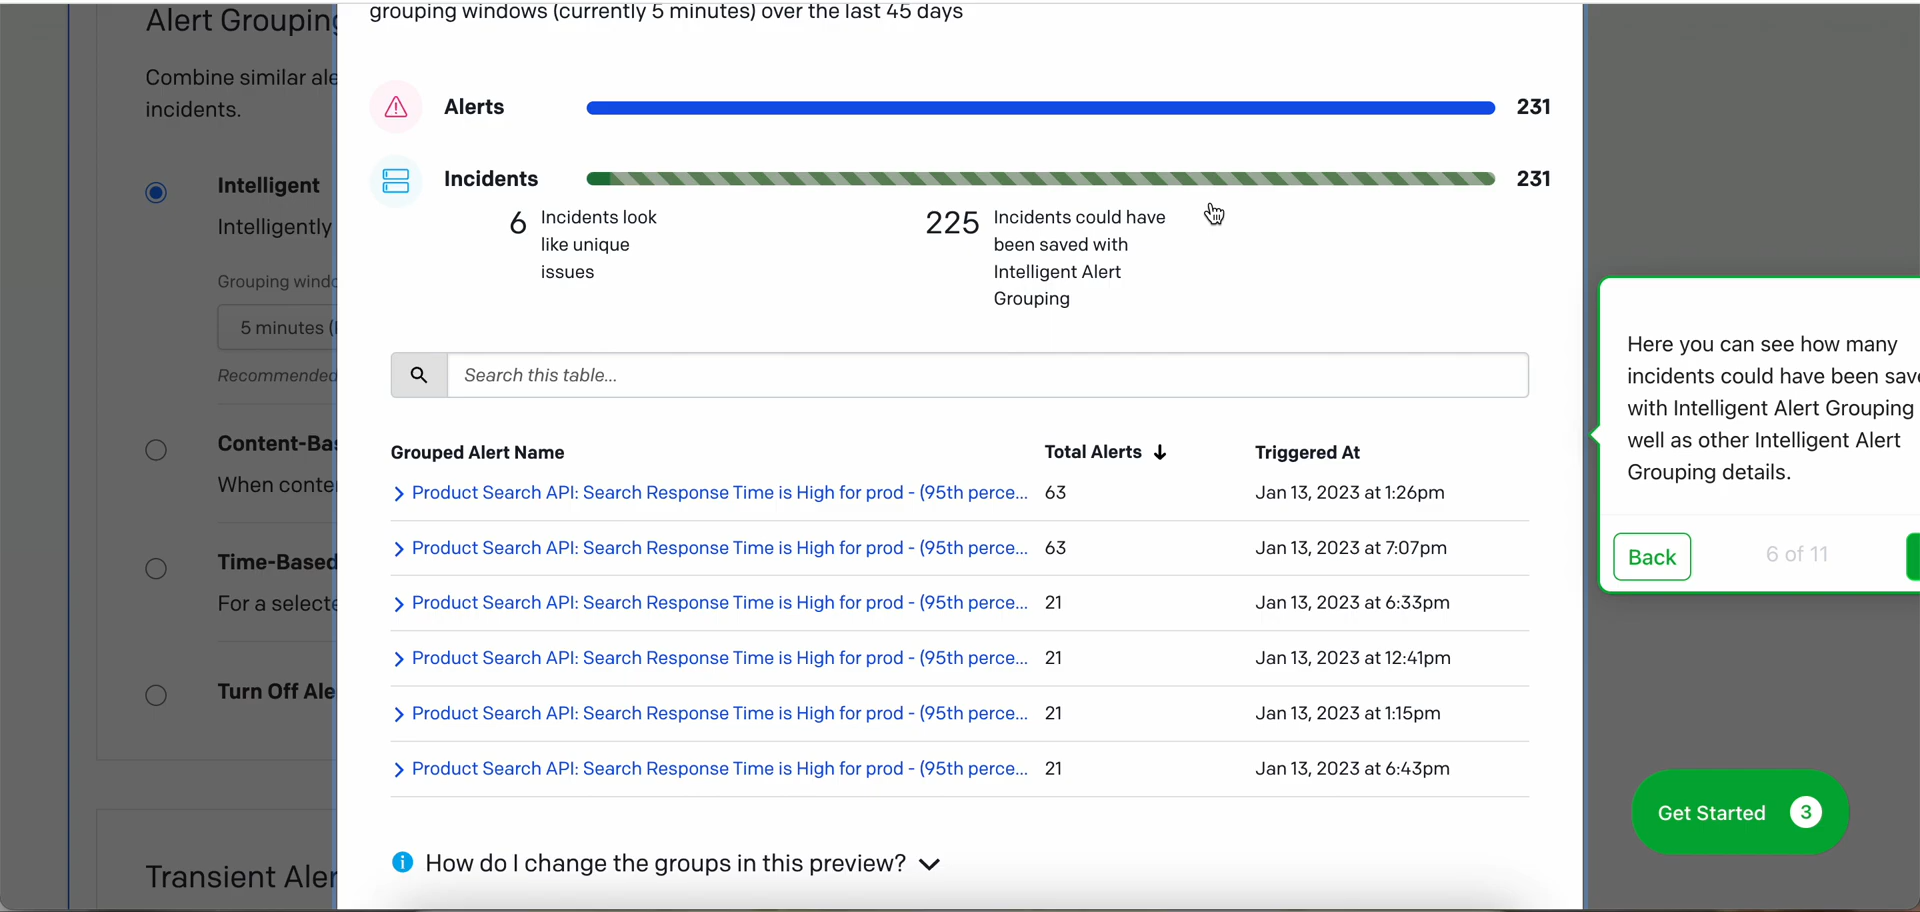 Alert Grouping
Combine similar ale
incidents.
Intelligent
Intelligently
Grouping windo
5 minutes (
Recommended
Content-Ba
When conte
Time-Based
For a selecte
Turn Off Ale
Transient Aler
grouping windows (currently 5 minutes) over the last 45 days
Alerts 231
Incidents 231
6 Incidents look
like unique
issues
225 Incidents could have
been saved with
Intelligent Alert
Grouping
Search this table...
Grouped Alert Name Total Alerts ↓ Triggered At
Product Search API: Search Response Time is High for prod - (95th perce... 63 Jan 13, 2023 at 1:26pm
Product Search API: Search Response Time is High for prod - (95th perce... 63 Jan 13, 2023 at 7:07pm
Product Search API: Search Response Time is High for prod - (95th perce... 21 Jan 13, 2023 at 6:33pm
Product Search API: Search Response Time is High for prod - (95th perce... 21 Jan 13, 2023 at 12:41pm
Product Search API: Search Response Time is High for prod - (95th perce... 21 Jan 13, 2023 at 1:15pm
Product Search API: Search Response Time is High for prod - (95th perce... 21 Jan 13, 2023 at 6:43pm
How do I change the groups in this preview?
Here you can see how many
incidents could have been save
with Intelligent Alert Grouping
well as other Intelligent Alert
Grouping details.
Back 6 of 11
Get Started 3